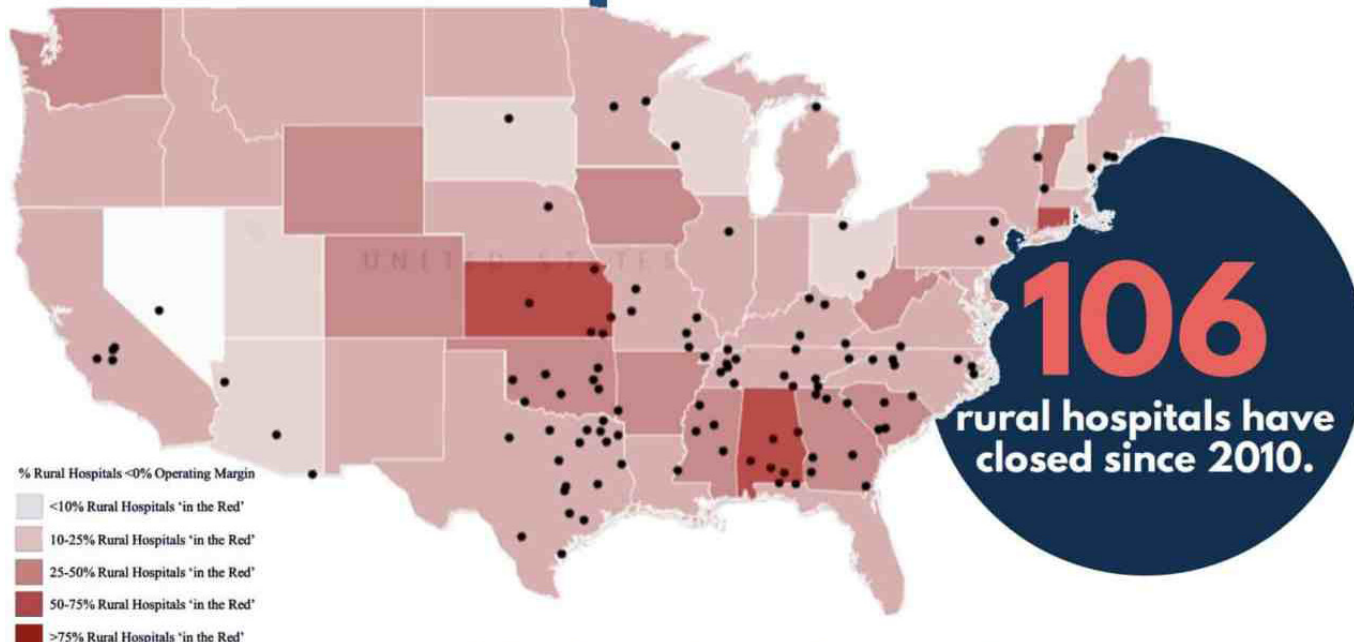 UNITED STATES
106
rural hospitals have
closed since 2010.
% Rural Hospitals <0% Operating Margin
<10% Rural Hospitals ‘in the Red’
10-25% Rural Hospitals ‘in the Red’
25-50% Rural Hospitals ‘in the Red’
50-75% Rural Hospitals ‘in the Red’
>75% Rural Hospitals ‘in the Red’